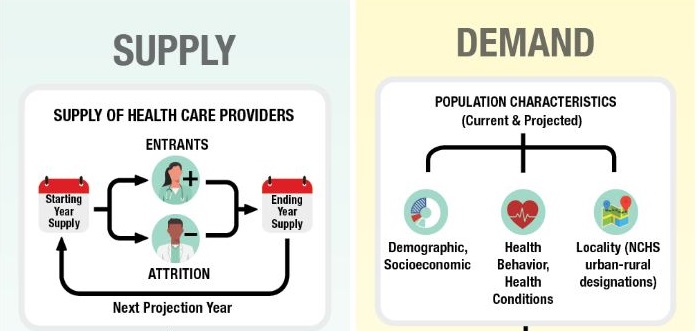 SUPPLY
SUPPLY OF HEALTH CARE PROVIDERS
ENTRANTS
+
Starting
Year
Supply
Ending
Year
Supply
−
ATTRITION
Next Projection Year
DEMAND
POPULATION CHARACTERISTICS
(Current & Projected)
Demographic,
Socioeconomic
Health
Behavior,
Health
Conditions
Locality (NCHS
urban-rural
designations)